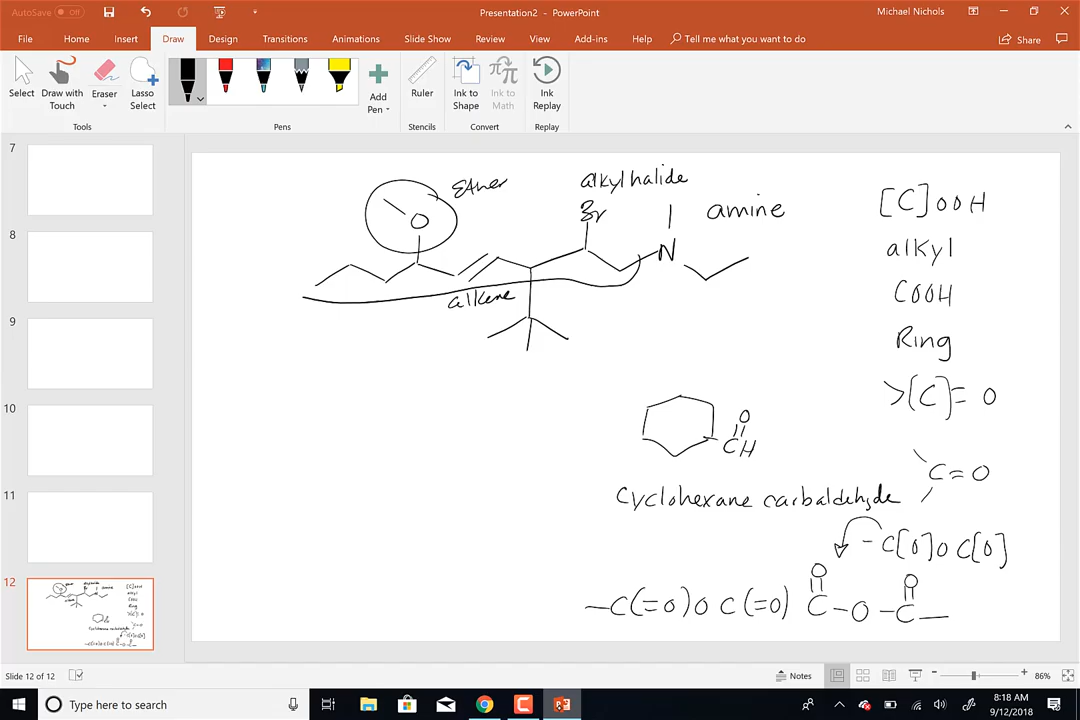 AutoSave Off
Presentation2 - PowerPoint
Michael Nichols
File Home Insert Draw Design Transitions Animations Slide Show Review View Add-ins Help Tell me what you want to do
Share
Select
Draw with Touch
Eraser
Lasso Select
Add Pen
Ruler
Ink to Shape
Ink to Math
Ink Replay
Tools
Pens
Stencils
Convert
Replay
7
8
9
10
11
12
Ether
alkylhalide
Br
amine
O
N
alkene
[C]OOH
alkyl
COOH
Ring
>[C]=O
O
CH
C=O
Cyclohexane carbaldehyde
-C[O]OC[O]
O O
-C(=O)OC(=O) C-O-C-
Slide 12 of 12
Notes
86%
Type here to search
8:18 AM
9/12/2018